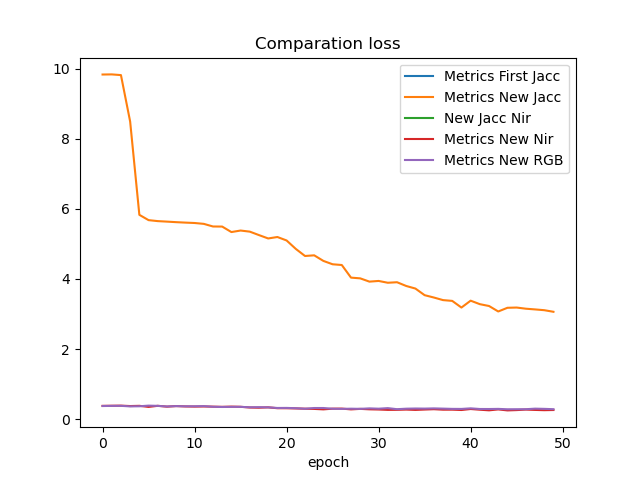 Comparation loss
10
8
6
4
2
0
Metrics First Jacc
Metrics New Jacc
New Jacc Nir
Metrics New Nir
Metrics New RGB
0 10 20 30 40 50
epoch